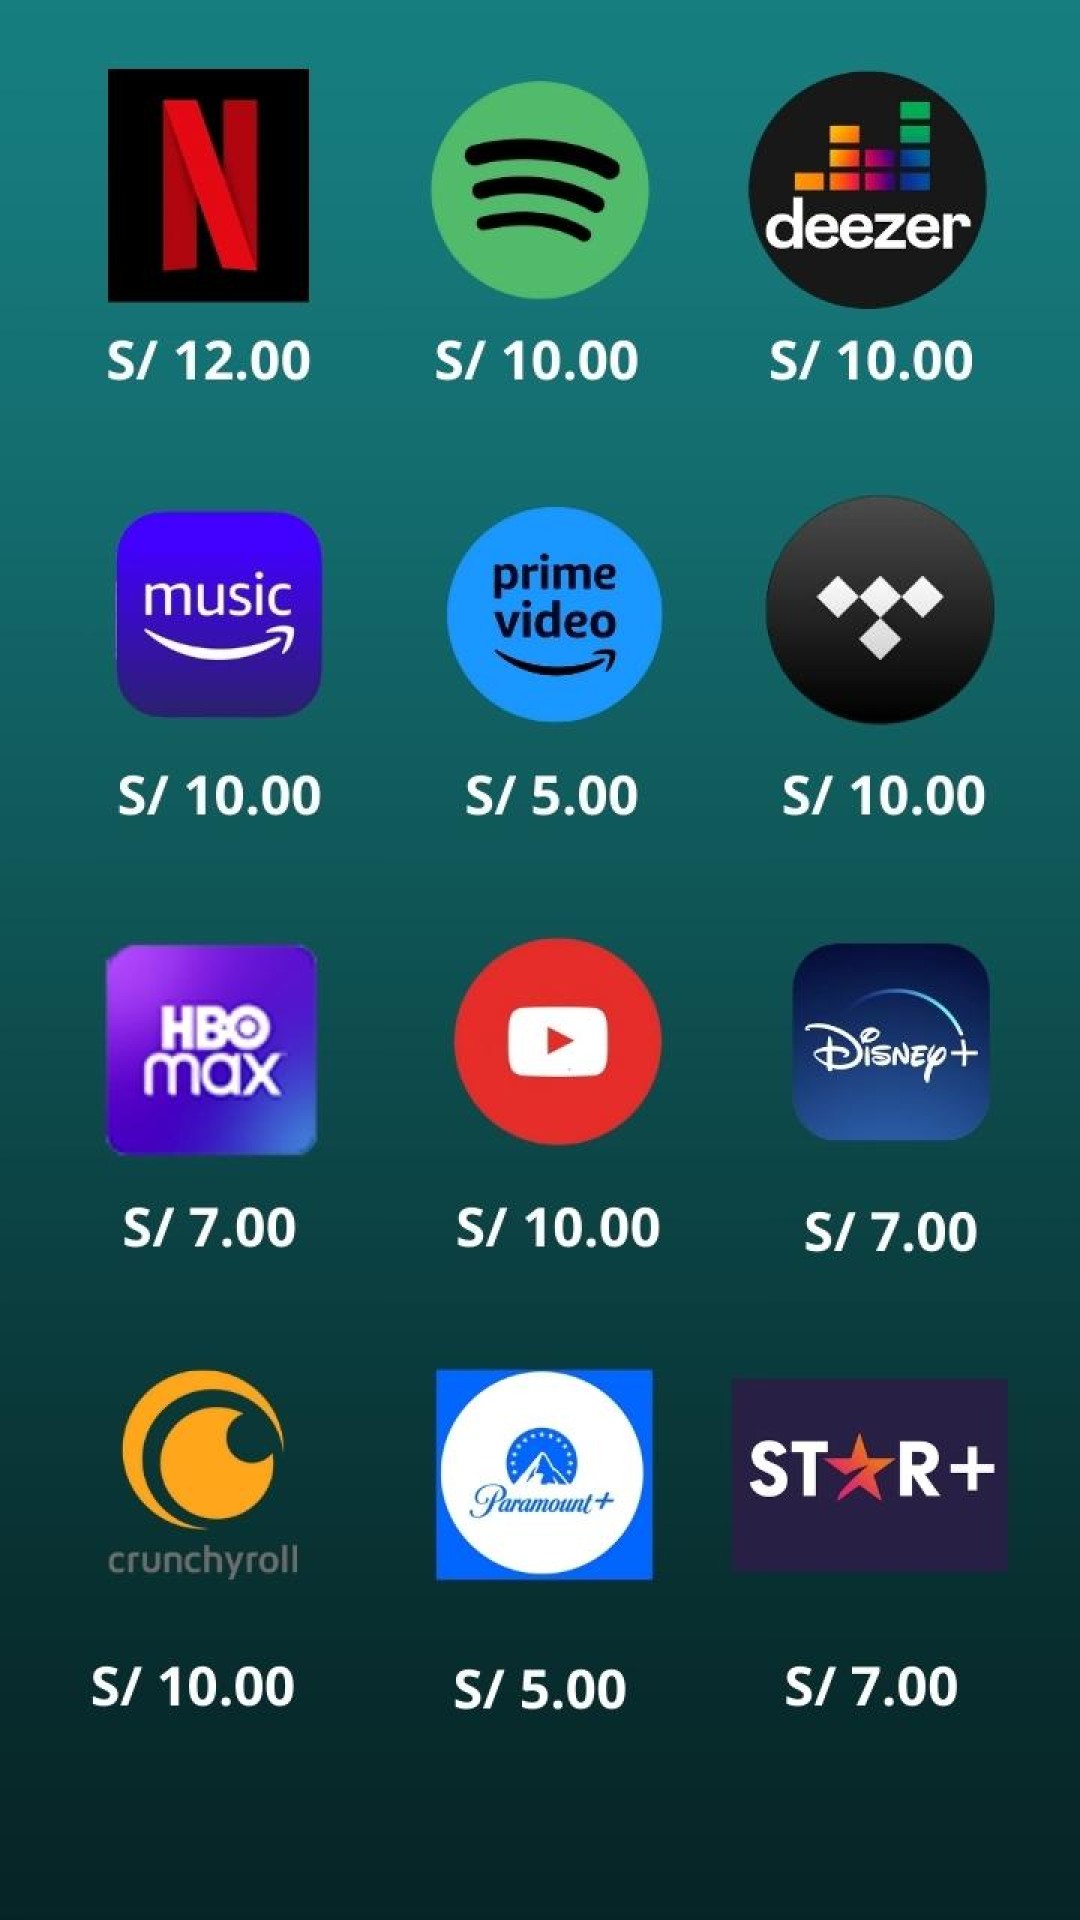 N
deezer
S/ 12.00
S/ 10.00
S/ 10.00
music
prime
video
S/ 10.00
S/ 5.00
S/ 10.00
HBO
max
Disney+
S/ 7.00
S/ 10.00
S/ 7.00
crunchyroll
Paramount+
ST★R+
S/ 10.00
S/ 5.00
S/ 7.00